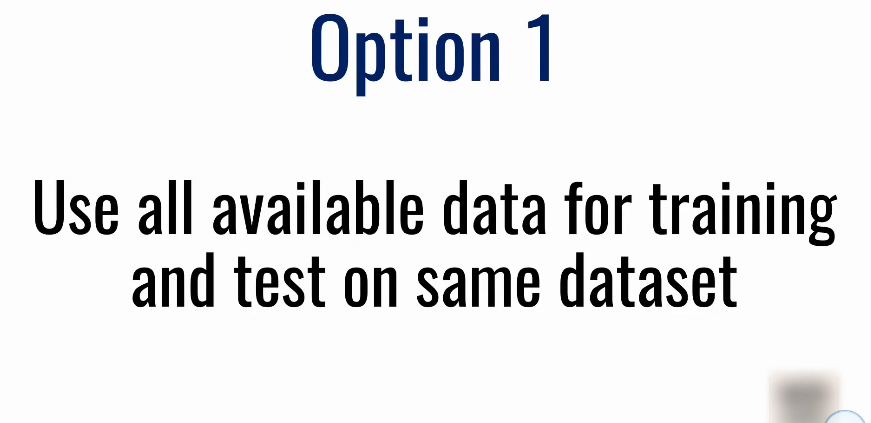 Option 1
Use all available data for training
and test on same dataset